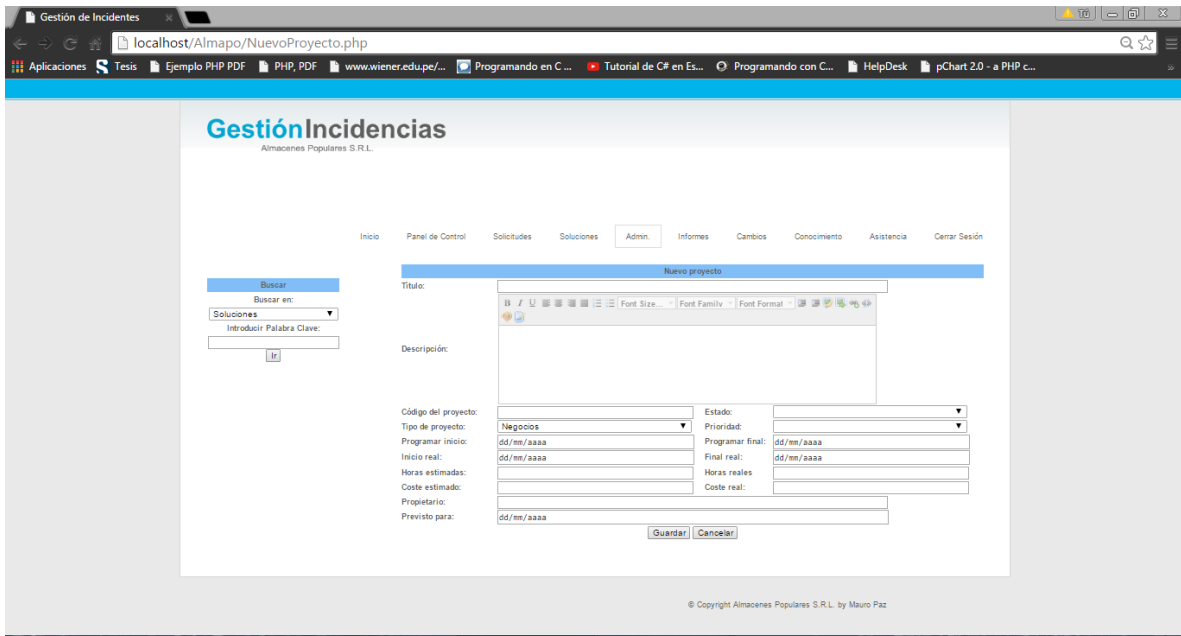 Gestión de Incidentes
Tú
localhost/Almapo/NuevoProyecto.php
Aplicaciones Tesis Ejemplo PHP PDF PHP, PDF www.wiener.edu.pe/... Programando en C ... Tutorial de C# en Es... Programando con C... HelpDesk pChart 2.0 - a PHP c...
GestiónIncidencias
Almacenes Populares S.R.L.
Inicio Panel de Control Solicitudes Soluciones Admin. Informes Cambios Conocimiento Asistencia Cerrar Sesión
Buscar
Buscar en:
Soluciones
Introducir Palabra Clave:
Ir
Nuevo proyecto
Título:
B I U Font Size... Font Family Font Format
Descripción:
Código del proyecto: Estado:
Tipo de proyecto: Negocios Prioridad:
Programar inicio: dd/mm/aaaa Programar final: dd/mm/aaaa
Inicio real: dd/mm/aaaa Final real: dd/mm/aaaa
Horas estimadas: Horas reales
Coste estimado: Coste real:
Propietario:
Previsto para: dd/mm/aaaa
Guardar Cancelar
© Copyright Almacenes Populares S.R.L. by Mauro Paz